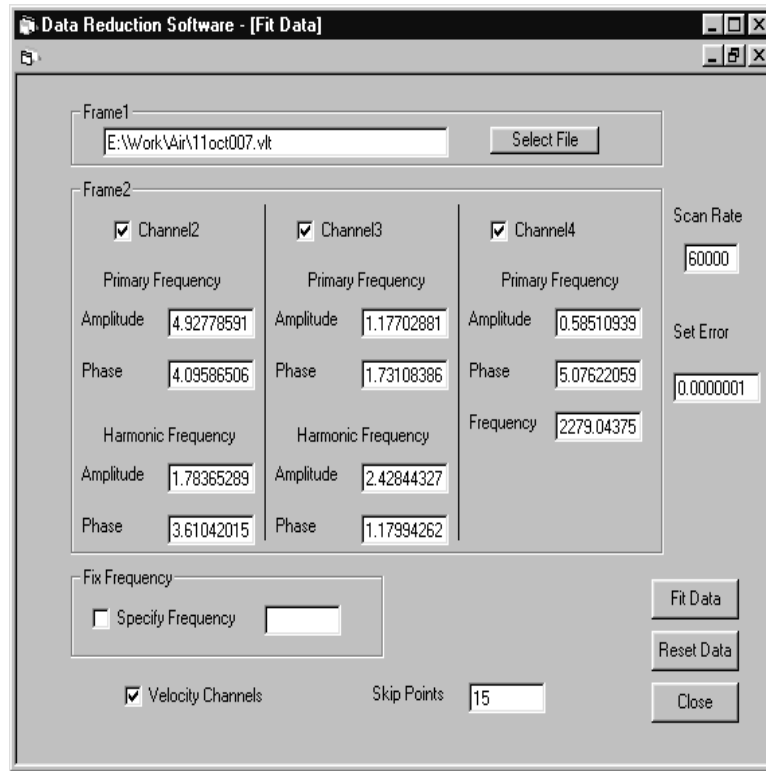 Data Reduction Software - [Fit Data]
Frame1
E:\Work\Air\11oct007.vlt
Select File
Frame2
Channel2
Primary Frequency
Amplitude 4.92778591
Phase 4.09586506
Harmonic Frequency
Amplitude 1.78365289
Phase 3.61042015
Channel3
Primary Frequency
Amplitude 1.17702881
Phase 1.73108386
Harmonic Frequency
Amplitude 2.42844327
Phase 1.17994262
Channel4
Primary Frequency
Amplitude 0.58510939
Phase 5.07622059
Frequency 2279.04375
Scan Rate
60000
Set Error
0.0000001
Fix Frequency
Specify Frequency
Velocity Channels
Skip Points 15
Fit Data
Reset Data
Close